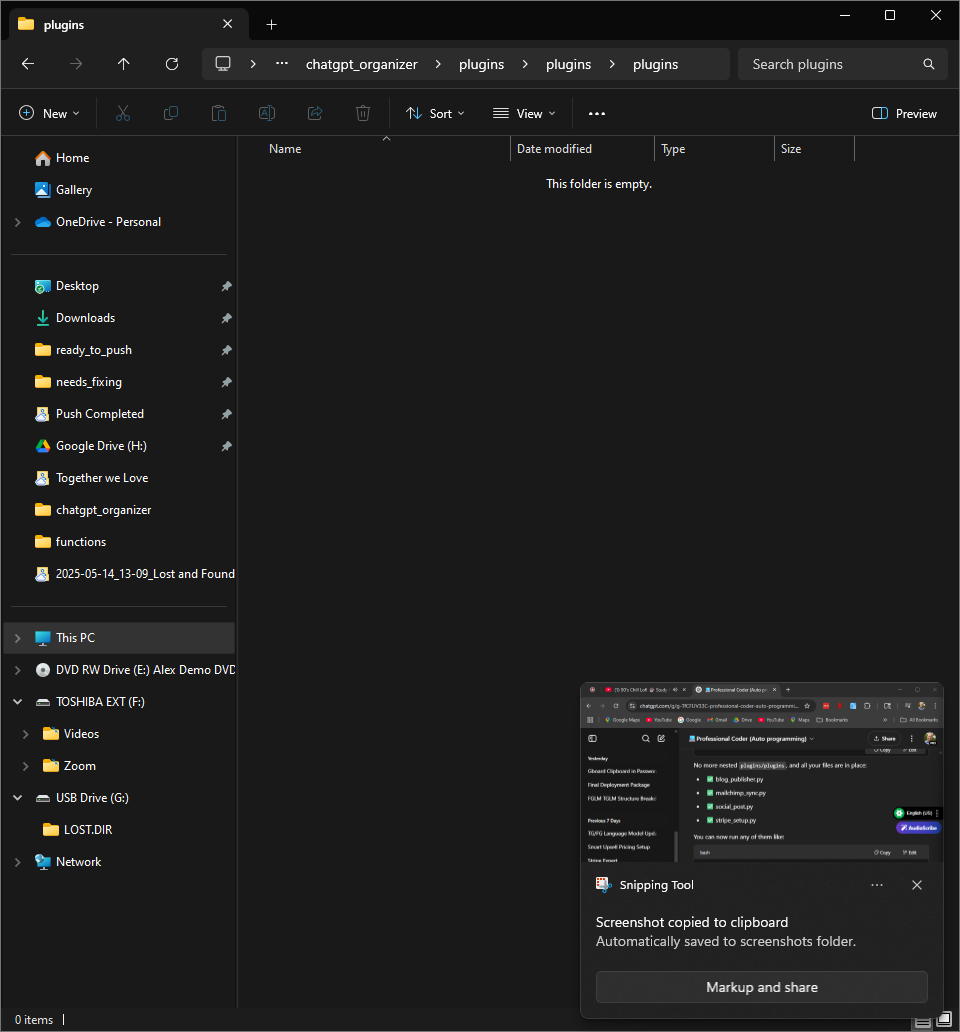 plugins
chatgpt_organizer
plugins
plugins
plugins
Search plugins
New
Sort
View
Preview
Name
Date modified
Type
Size
This folder is empty.
Home
Gallery
OneDrive - Personal
Desktop
Downloads
ready_to_push
needs_fixing
Push Completed
Google Drive (H:)
Together we Love
chatgpt_organizer
functions
2025-05-14_13-09_Lost and Found
This PC
DVD RW Drive (E:) Alex Demo DVD
TOSHIBA EXT (F:)
Videos
Zoom
USB Drive (G:)
LOST.DIR
Network
0 items
Professional Coder (Auto pr
Google Maps
YouTube
Google
Gmail
Drive
YouTube
Maps
Bookmarks
All Bookmarks
Professional Coder (Auto programming)
Share
Copy
Edit
Yesterday
Gboard Clipboard in Passwor
Final Deployment Package
FGLM TGLM Structure Break
Previous 7 Days
TG/FG Language Model Upd
Smart Upsell Pricing Setup
Stripe Expert
No more nested plugins/plugins, and all your files are in place:
blog_publisher.py
mailchimp_sync.py
social_post.py
stripe_setup.py
English (US)
AudioScribe
You can now run any of them like:
bash
Copy
Edit
Snipping Tool
Screenshot copied to clipboard
Automatically saved to screenshots folder.
Markup and share